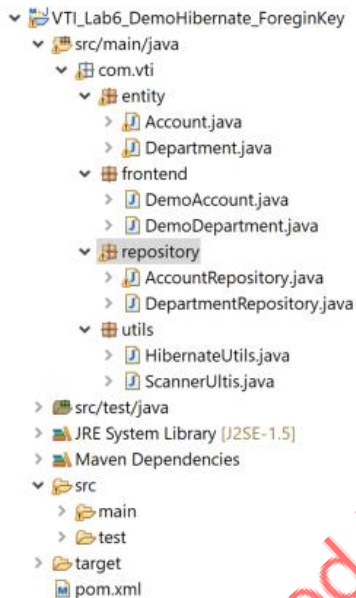 VTI_Lab6_DemoHibernate_ForeginKey
src/main/java
com.vti
entity
Account.java
Department.java
frontend
DemoAccount.java
DemoDepartment.java
repository
AccountRepository.java
DepartmentRepository.java
utils
HibernateUtils.java
ScannerUltis.java
src/test/java
JRE System Library [J2SE-1.5]
Maven Dependencies
src
main
test
target
pom.xml